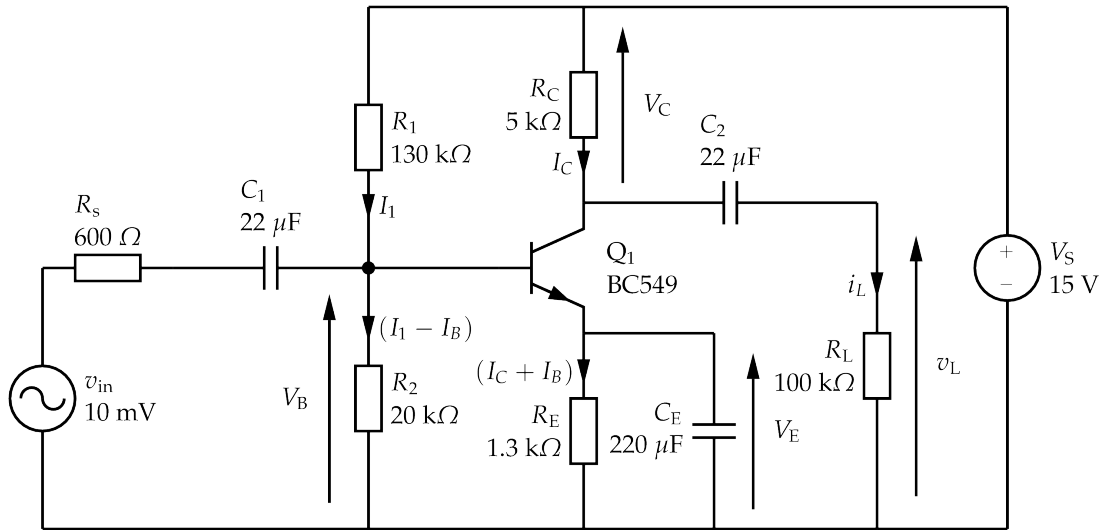 R_C
5 kΩ
V_C
R_1
130 kΩ
C_2
22 μF
I_C
C_1
22 μF
R_s
600 Ω
I_1
Q_1
BC549
+
−
V_S
15 V
i_L
(I_1 − I_B)
v_in
10 mV
V_B
R_2
20 kΩ
(I_C + I_B)
R_E
1.3 kΩ
C_E
220 μF
V_E
R_L
100 kΩ
v_L